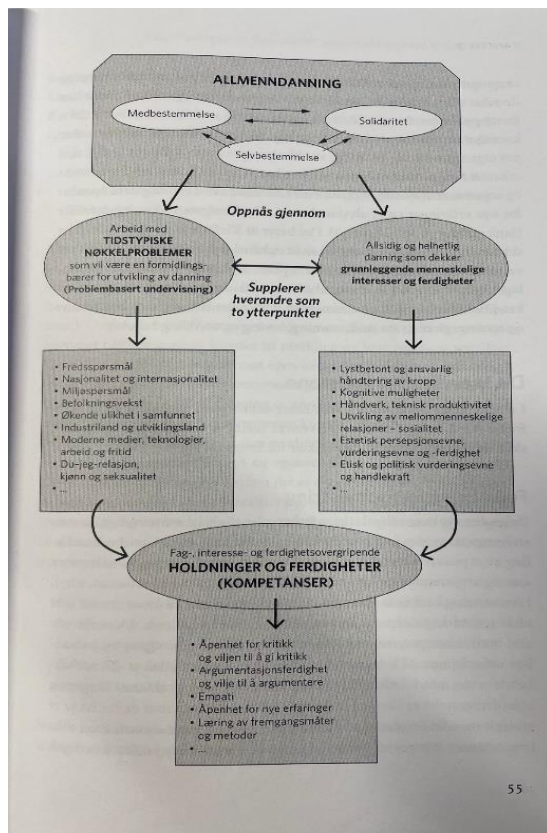 ALLMENNDANNING
Medbestemmelse
Solidaritet
Selvbestemmelse
Oppnås gjennom
Arbeid med
TIDSTYPISKE
NØKKELPROBLEMER
som vil være en formidlings-
bærer for utvikling av danning
(Problembasert undervisning)
Supplerer
hverandre som
to ytterpunkter
Allsidig og helhetlig
danning som dekker
grunnleggende menneskelige
interesser og ferdigheter
• Fredsspørsmål
• Nasjonalitet og internasjonalitet
• Miljøspørsmål
• Befolkningsvekst
• Økende ulikhet i samfunnet
• Industriland og utviklingsland
• Moderne medier, teknologier,
arbeid og fritid
• Du–jeg-relasjon,
kjønn og seksualitet
• ...
• Lystbetont og ansvarlig
håndtering av kropp
• Kognitive muligheter
• Håndverk, teknisk produktivitet
• Utvikling av mellommenneskelige
relasjoner – sosialitet
• Estetisk persepsjonsevne,
vurderingsevne og -ferdighet
• Etisk og politisk vurderingsevne
og handlekraft
• ...
Fag-, interesse- og ferdighetsovergripende
HOLDNINGER OG FERDIGHETER
(KOMPETANSER)
• Åpenhet for kritikk
og viljen til å gi kritikk
• Argumentasjonsferdighet
og vilje til å argumentere
• Empati
• Åpenhet for nye erfaringer
• Læring av fremgangsmåter
og metoder
• ...
55